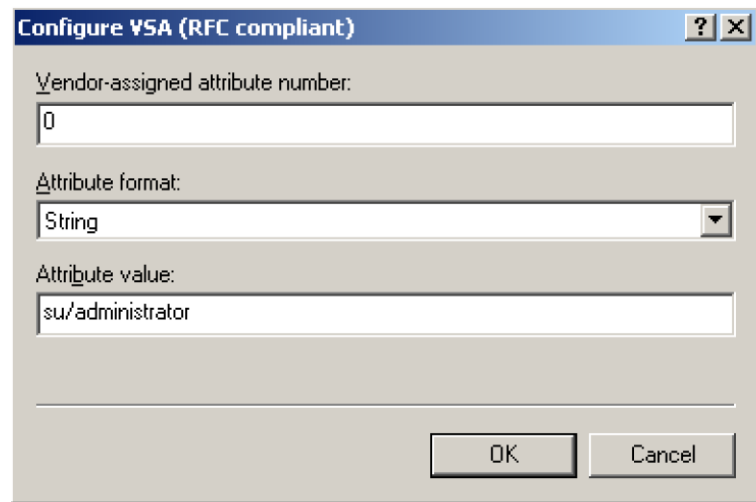 Configure VSA (RFC compliant)
Vendor-assigned attribute number:
0
Attribute format:
String
Attribute value:
su/administrator
OK Cancel